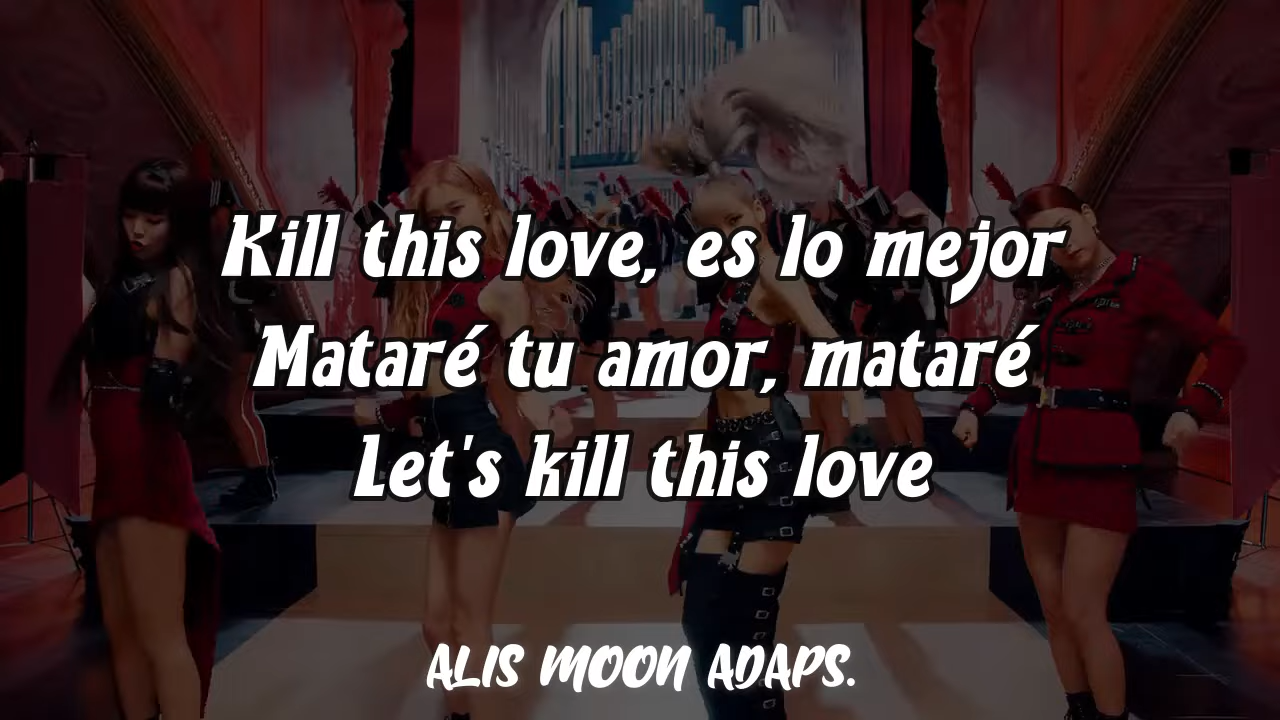 Kill this love, es lo mejor
Mataré tu amor, mataré
Let's kill this love
ALIS MOON ADAPS.